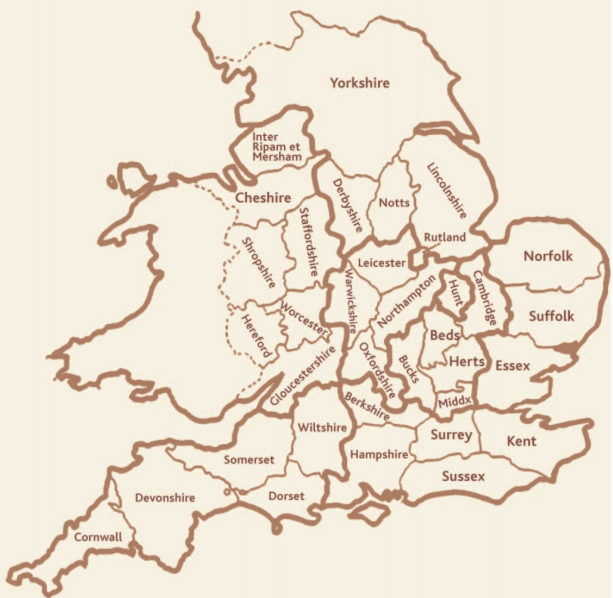 Yorkshire
Inter
Ripam et
Mersham
Cheshire
Derbyshire
Notts
Lincolnshire
Rutland
Staffordshire
Shropshire
Leicester
Norfolk
Warwickshire
Northampton
Hunt
Cambridge
Suffolk
Worcester
Hereford
Gloucestershire
Oxfordshire
Bucks
Beds
Herts
Essex
Middx
Berkshire
Wiltshire
Surrey
Kent
Hampshire
Sussex
Somerset
Dorset
Devonshire
Cornwall